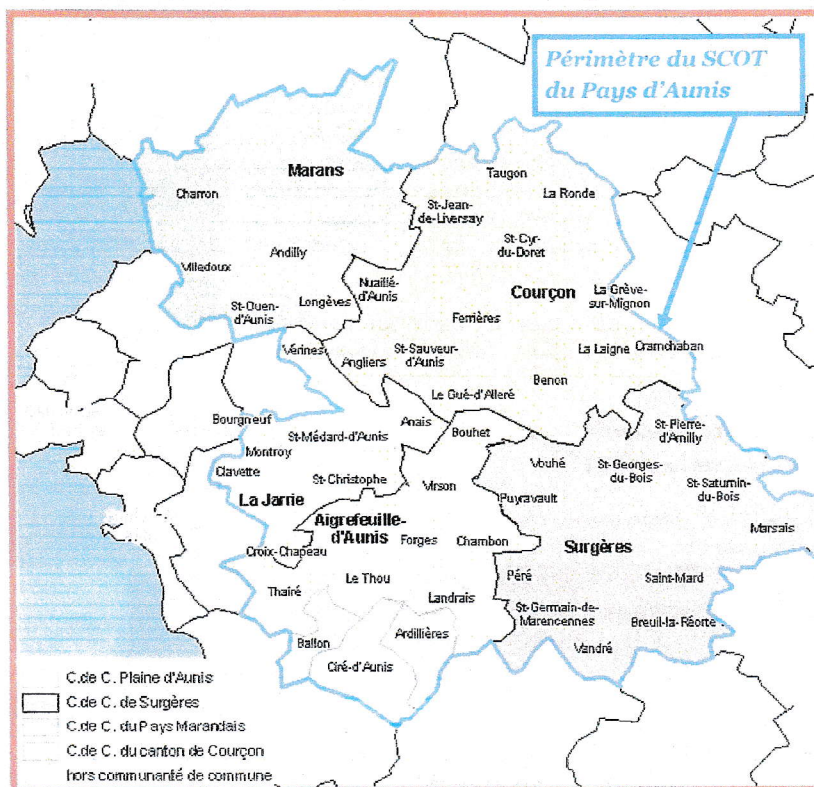 Périmètre du SCOT
du Pays d'Aunis
Marans
Taugon
Charron
La Ronde
St-Jean-
de-Liversay
St-Cyr-
du-Doret
Andilly
Villedoux
Nuaillé-
d'Aunis
Longèves
Courçon
La Grève-
sur-Mignon
St-Ouen-
d'Aunis
Ferrières
Vérines
Angliers
St-Sauveur-
d'Aunis
La Laigne
Cramchaban
Benon
Le Gué-d'Alleré
Bourgneuf
Anais
St-Médard-d'Aunis
Bouhet
St-Pierre-
d'Amilly
Montroy
Clavette
St-Christophe
Vouhé
St-Georges-
du-Bois
Virson
St-Saturnin-
du-Bois
La Jarrie
Puyravault
Aigrefeuille-
d'Aunis
Forges
Chambon
Marsais
Surgères
Croix-Chapeau
Le Thou
Péré
Saint-Mard
Thairé
Landrais
St-Germain-de-
Marencennes
Breuil-la-Réorte
Ballon
Ardillières
Vandré
Ciré-d'Aunis
C.de C. Plaine d'Aunis
C.de C. de Surgères
C.de C. du Pays Marandais
C.de C. du canton de Courçon
hors communanté de commune